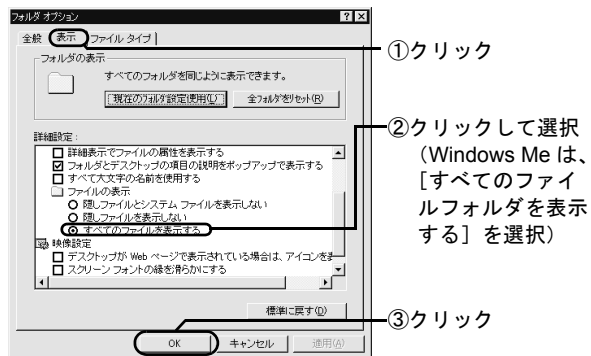 フォルダ オプション
全般 表示 ファイル タイプ
フォルダの表示
すべてのフォルダを同じように表示できます。
現在のフォルダ設定使用(L) 全フォルダをリセット(R)
詳細設定:
詳細表示でファイルの属性を表示する
フォルダとデスクトップの項目の説明をポップアップで表示する
すべて大文字の名前を使用する
ファイルの表示
隠しファイルとシステム ファイルを表示しない
隠しファイルを表示しない
すべてのファイルを表示する
映像設定
デスクトップが Web ページで表示されている場合は、アイコンを
スクリーン フォントの縁を滑らかにする
標準に戻す(D)
OK キャンセル 適用(A)
①クリック
②クリックして選択
(Windows Me は、
[すべてのファイ
ルフォルダを表示
する]を選択)
③クリック